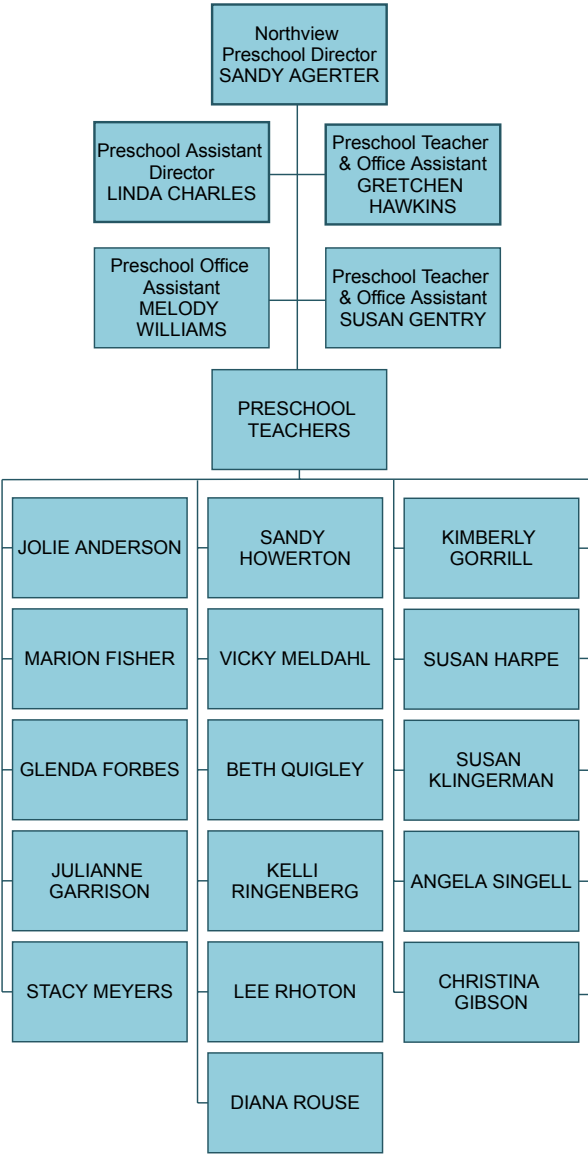 Northview
Preschool Director
SANDY AGERTER
Preschool Assistant
Director
LINDA CHARLES
Preschool Teacher
& Office Assistant
GRETCHEN
HAWKINS
Preschool Office
Assistant
MELODY
WILLIAMS
Preschool Teacher
& Office Assistant
SUSAN GENTRY
PRESCHOOL
TEACHERS
JOLIE ANDERSON
MARION FISHER
GLENDA FORBES
JULIANNE
GARRISON
STACY MEYERS
SANDY
HOWERTON
VICKY MELDAHL
BETH QUIGLEY
KELLI
RINGENBERG
LEE RHOTON
DIANA ROUSE
KIMBERLY
GORRILL
SUSAN HARPE
SUSAN
KLINGERMAN
ANGELA SINGELL
CHRISTINA
GIBSON